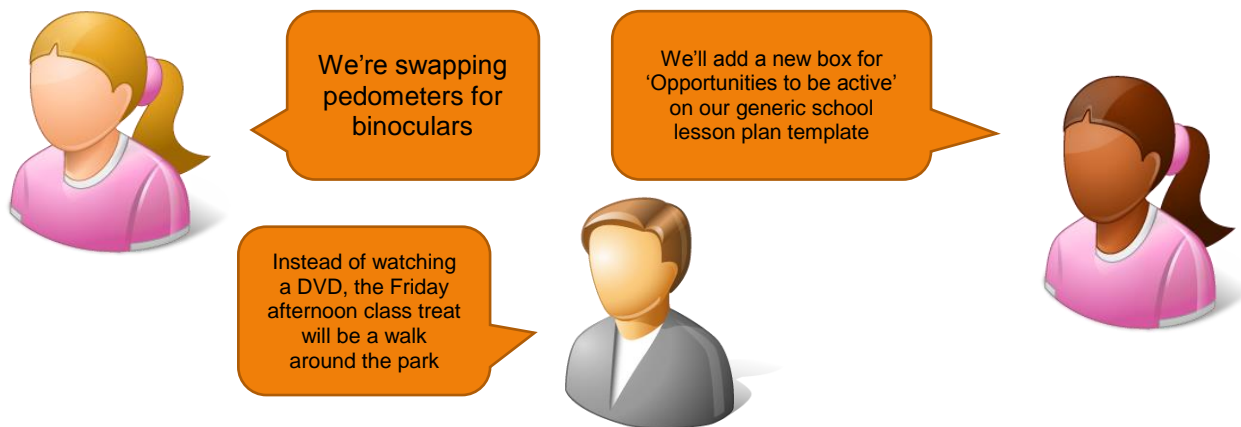 We’re swapping
pedometers for
binoculars
We’ll add a new box for
‘Opportunities to be active’
on our generic school
lesson plan template
Instead of watching
a DVD, the Friday
afternoon class treat
will be a walk
around the park